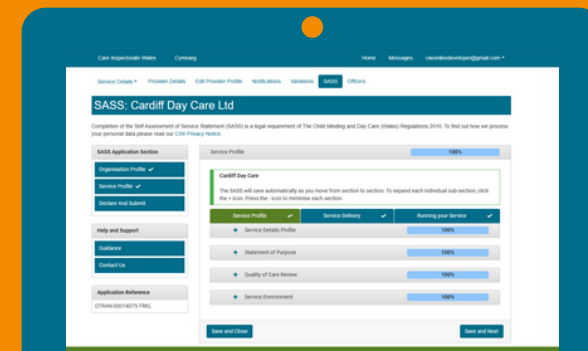 Care Inspectorate Wales Cymraeg Home Messages
Service Details Provider Details Edit Provider Profile Notifications Variations SASS Officers
SASS: Cardiff Day Care Ltd
Completion of the Self Assessment of Service Statement (SASS) is a legal requirement of The Child Minding and Day Care (Wales) Regulations 2010. To find out how we process
your personal data please read our CIW Privacy Notice.
SASS Application Section
Organisation Profile ✓
Service Profile ✓
Declare And Submit
Help and Support
Guidance
Contact Us
Application Reference
Service Profile 100%
Cardiff Day Care
The SASS will save automatically as you move from section to section. To expand each individual sub-section, click
the + icon. Press the - icon to minimise each section.
Service Profile ✓ Service Delivery ✓ Running your Service ✓
+ Service Details Profile 100%
+ Statement of Purpose 100%
+ Quality of Care Review 100%
+ Service Environment 100%
Save and Close Save and Next